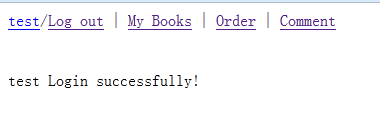 test/Log out | My Books | Order | Comment
test Login successfully!